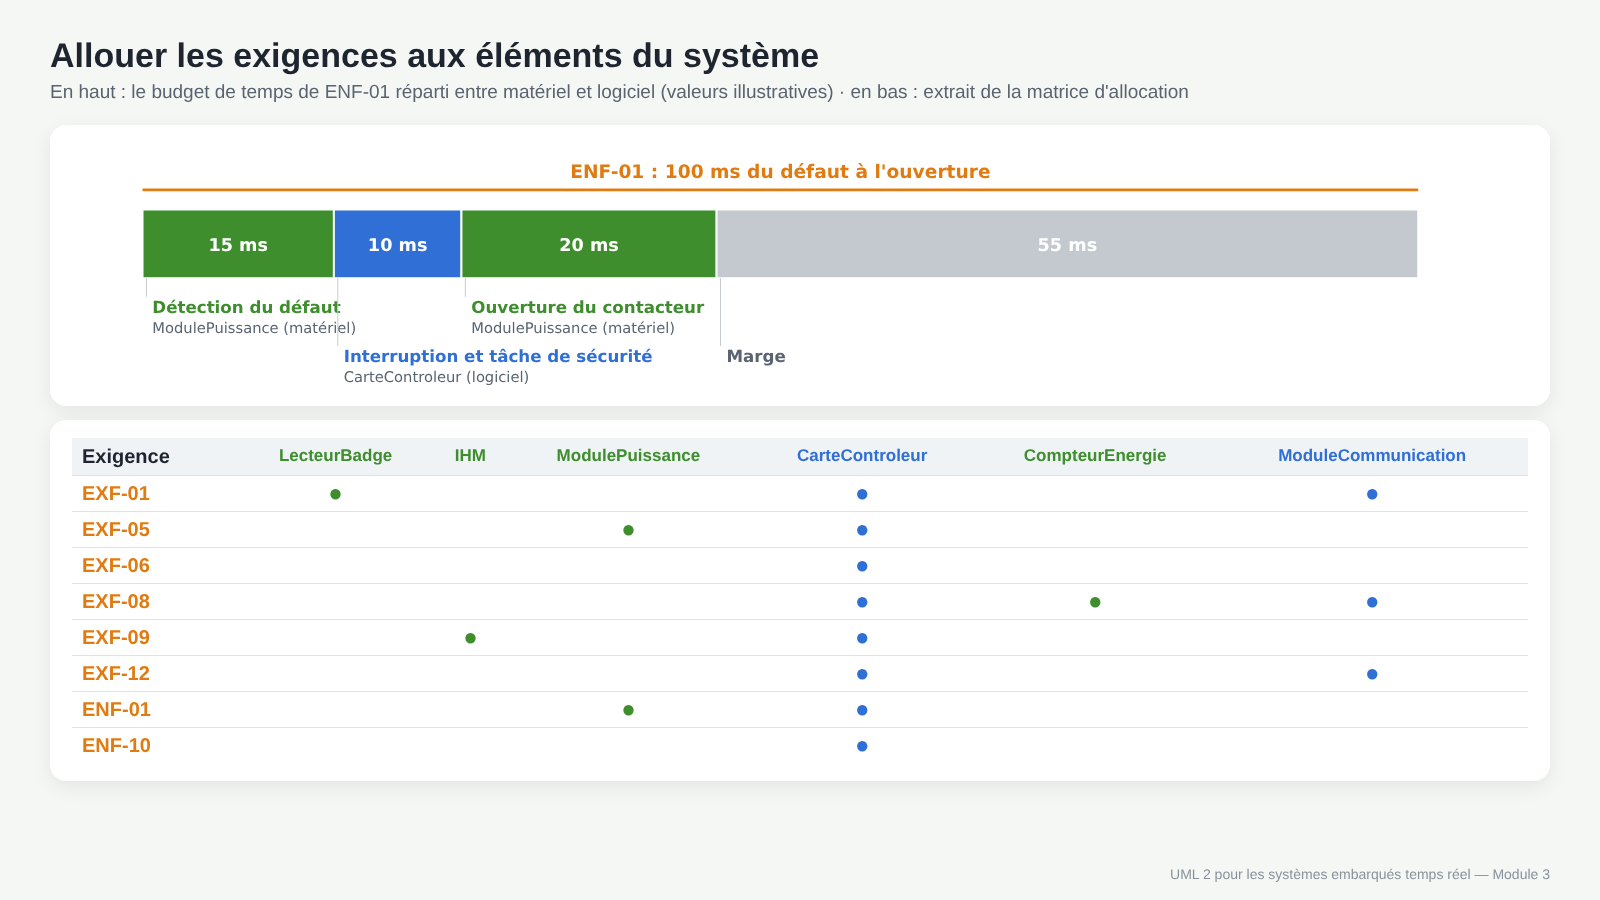 Allouer les exigences aux éléments du système
En haut : le budget de temps de ENF-01 réparti entre matériel et logiciel (valeurs illustratives) · en bas : extrait de la matrice d'allocation
ENF-01 : 100 ms du défaut à l'ouverture
15 ms 10 ms 20 ms 55 ms
Détection du défaut Ouverture du contacteur
ModulePuissance (matériel) ModulePuissance (matériel)
Interruption et tâche de sécurité Marge
CarteControleur (logiciel)
Exigence LecteurBadge IHM ModulePuissance CarteControleur CompteurEnergie ModuleCommunication
EXF-01 ● ● ●
EXF-05 ● ●
EXF-06 ●
EXF-08 ● ● ●
EXF-09 ● ●
EXF-12 ● ●
ENF-01 ● ●
ENF-10 ●
UML 2 pour les systèmes embarqués temps réel — Module 3